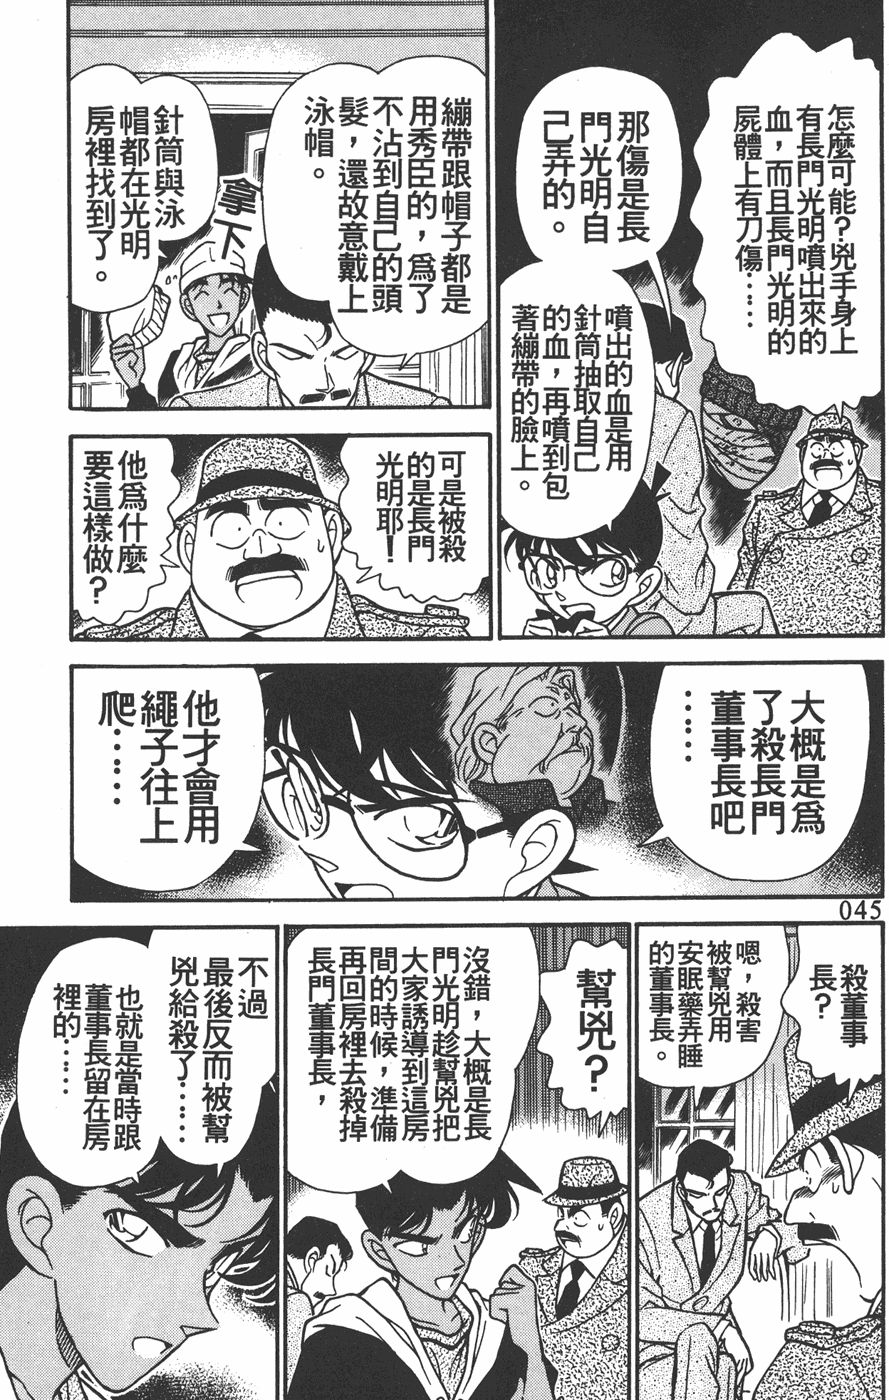 怎麼可能？兇手身上
有長門光明噴出來的
血，而且長門光明的
屍體上有刀傷……
那傷是長
門光明自
己弄的。
噴出的血是用
針筒抽取自己
的血，再噴到包
著繃帶的臉上。
繃帶跟帽子都是
用秀臣的，為了
不沾到自己的頭
髮，還故意戴上
泳帽。
拿下
針筒與泳
帽都在光明
房裡找到了。
可是被殺
的是長門
光明耶！
他為什麼
要這樣做？
大概是為
了殺長門
董事長吧
……
他才會用
繩子往上
爬……
045
殺董事
長？
嗯，殺害
被幫兇用
安眠藥弄睡
的董事長。
幫兇？
沒錯，大概是長
門光明趁幫兇把
大家誘導到這房
間的時候，準備
再回房裡去殺掉
長門董事長，
不過
最後反而被幫
兇給殺了……
也就是當時跟
董事長留在房
裡的……